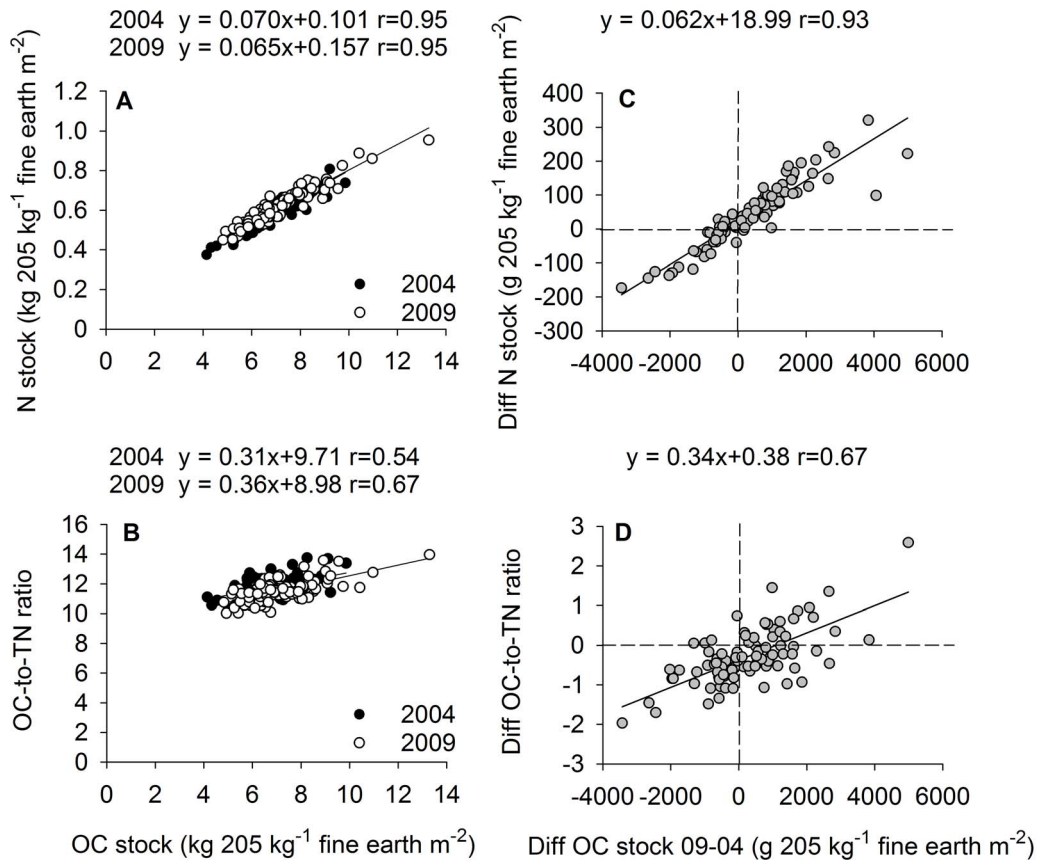 2004 y = 0.070x+0.101 r=0.95
2009 y = 0.065x+0.157 r=0.95
A
N stock (kg 205 kg⁻¹ fine earth m⁻²)
1.2
1.0
0.8
0.6
0.4
0.2
0
0 2 4 6 8 10 12 14
2004
2009
y = 0.062x+18.99 r=0.93
C
Diff N stock (g 205 kg⁻¹ fine earth m⁻²)
400
300
200
100
0
-100
-200
-300
-4000 -2000 0 2000 4000 6000
2004 y = 0.31x+9.71 r=0.54
2009 y = 0.36x+8.98 r=0.67
B
OC-to-TN ratio
16
14
12
10
8
6
4
2
0
0 2 4 6 8 10 12 14
2004
2009
OC stock (kg 205 kg⁻¹ fine earth m⁻²)
y = 0.34x+0.38 r=0.67
D
Diff OC-to-TN ratio
3
2
1
0
-1
-2
-3
-4000 -2000 0 2000 4000 6000
Diff OC stock 09-04 (g 205 kg⁻¹ fine earth m⁻²)